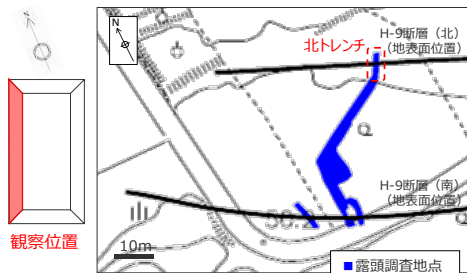 N
H-9断層（北）
（地表面位置）
北トレンチ
H-9断層（南）
（地表面位置）
観察位置
10m
■露頭調査地点